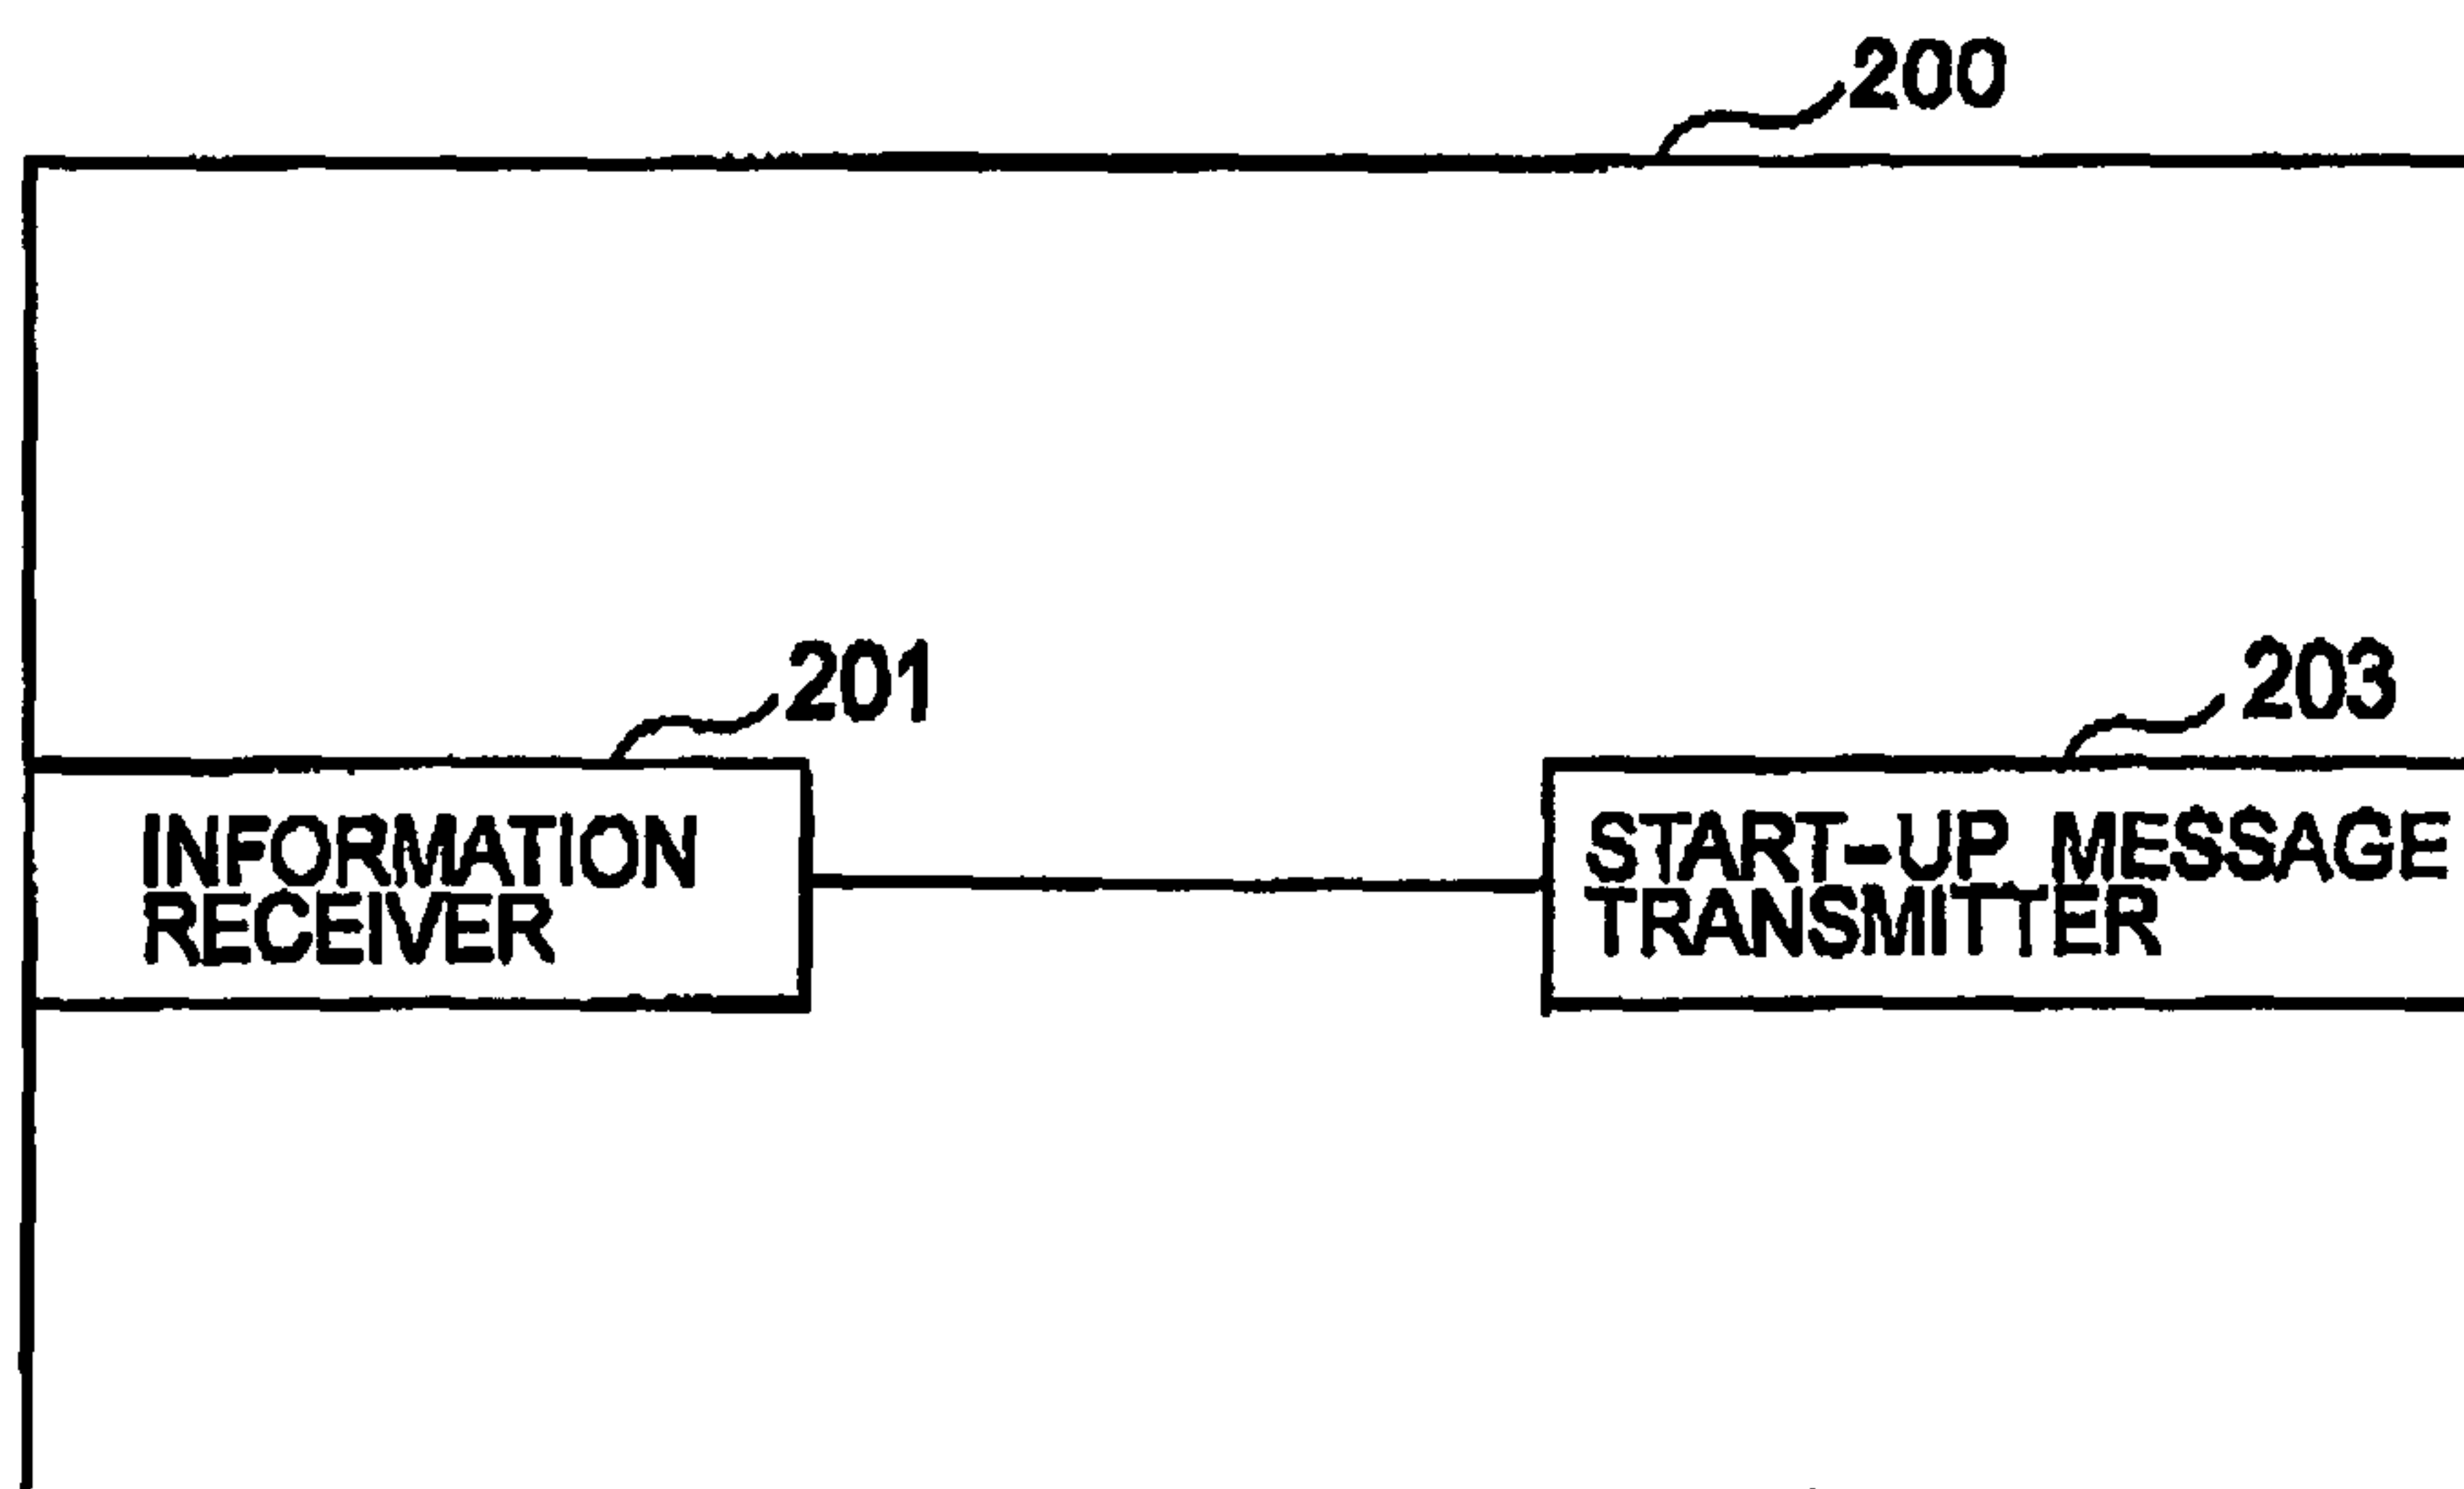 200
201
203
INFORMATION
RECEIVER
START-UP MESSAGE
TRANSMITTER